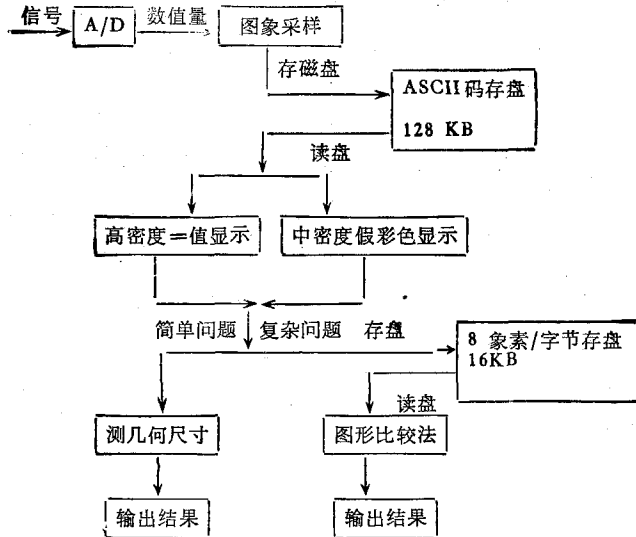 信号 A/D 数值量 图象采样
存磁盘
ASCII码存盘
128 KB
读盘
高密度=值显示 中密度假彩色显示
简单问题 复杂问题 存盘
8 象素/字节存盘
16KB
读盘
测几何尺寸 图形比较法
输出结果 输出结果